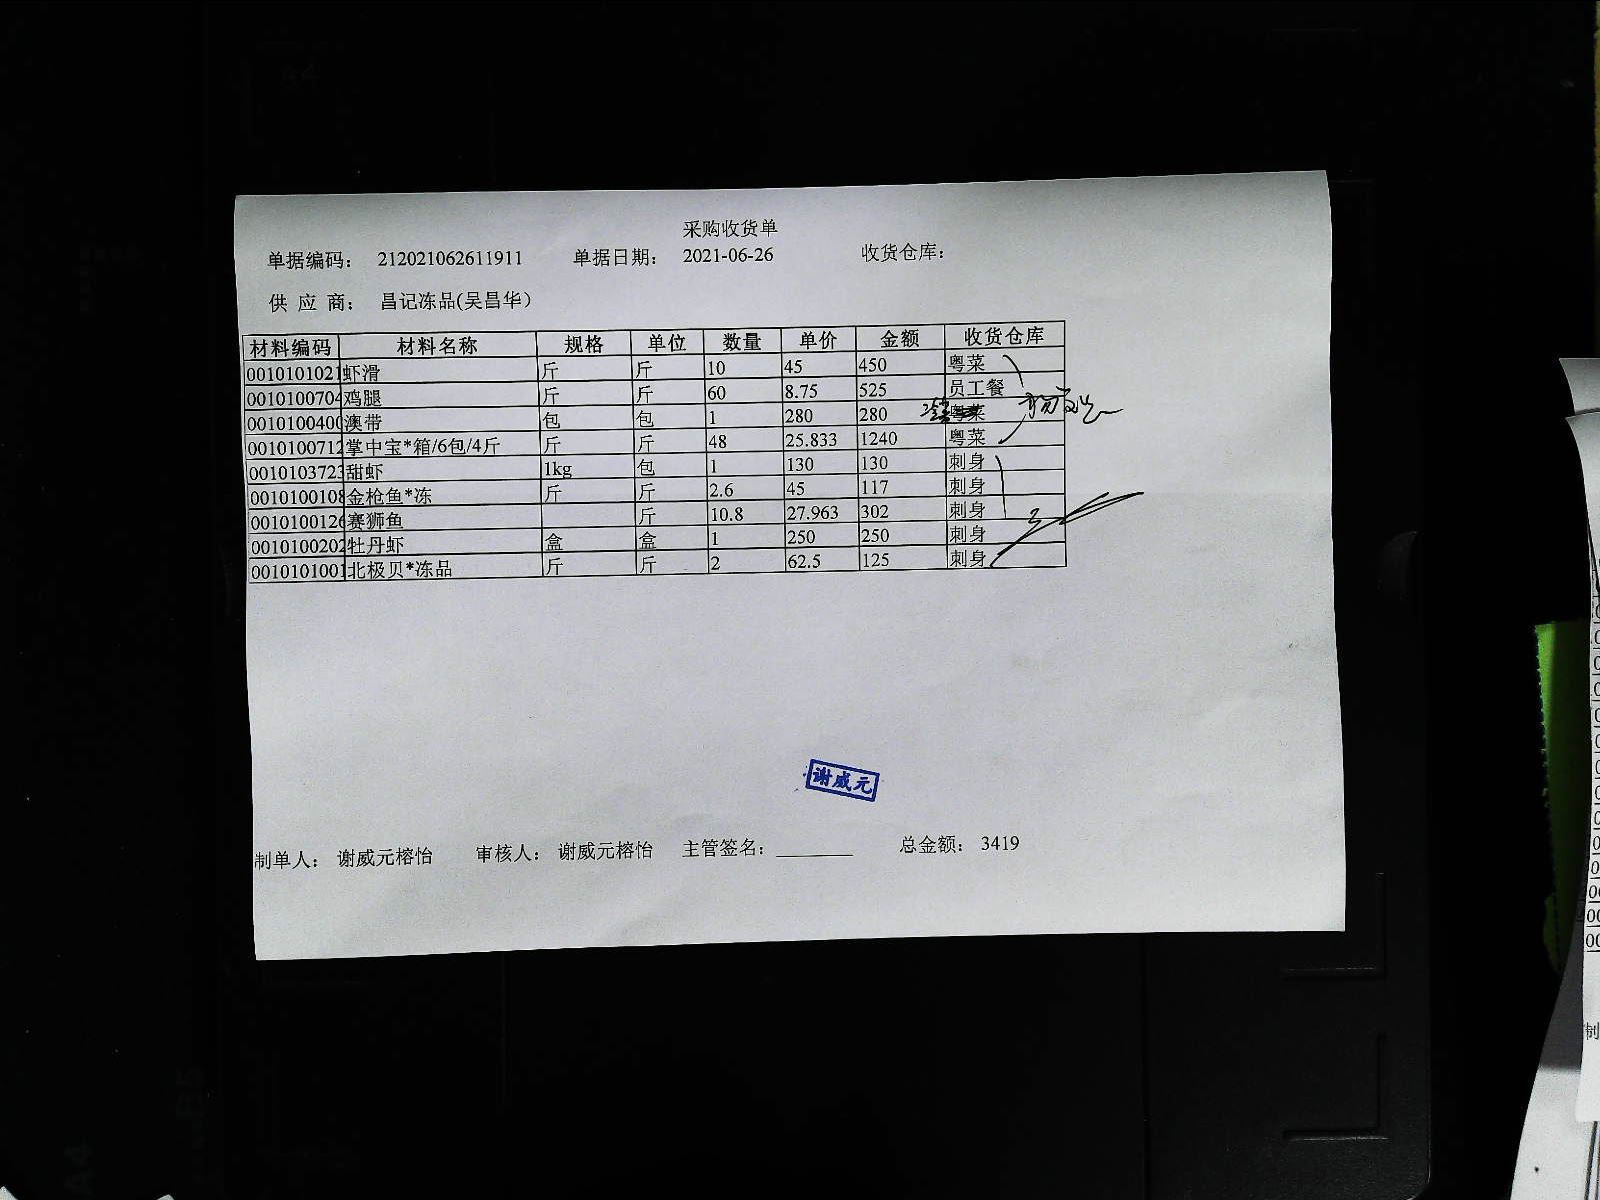 采购收货单
单据编码： 212021062611911 单据日期： 2021-06-26 收货仓库：
供 应 商： 昌记冻品(吴昌华）
材料编码 材料名称 规格 单位 数量 单价 金额 收货仓库
0010101021 虾滑 斤 斤 10 45 450 粤菜
0010100704 鸡腿 斤 斤 60 8.75 525 员工餐
0010100400 澳带 包 包 1 280 280 粤菜
0010100712 掌中宝*箱/6包/4斤 斤 斤 48 25.833 1240 粤菜
0010103723 甜虾 1kg 包 1 130 130 刺身
0010100108 金枪鱼*冻 斤 斤 2.6 45 117 刺身
0010100126 赛狮鱼 斤 10.8 27.963 302 刺身
0010100202 牡丹虾 盒 盒 1 250 250 刺身
0010101001 北极贝*冻品 斤 斤 2 62.5 125 刺身
谢威元
制单人： 谢威元榕怡 审核人： 谢威元榕怡 主管签名： 总金额： 3419